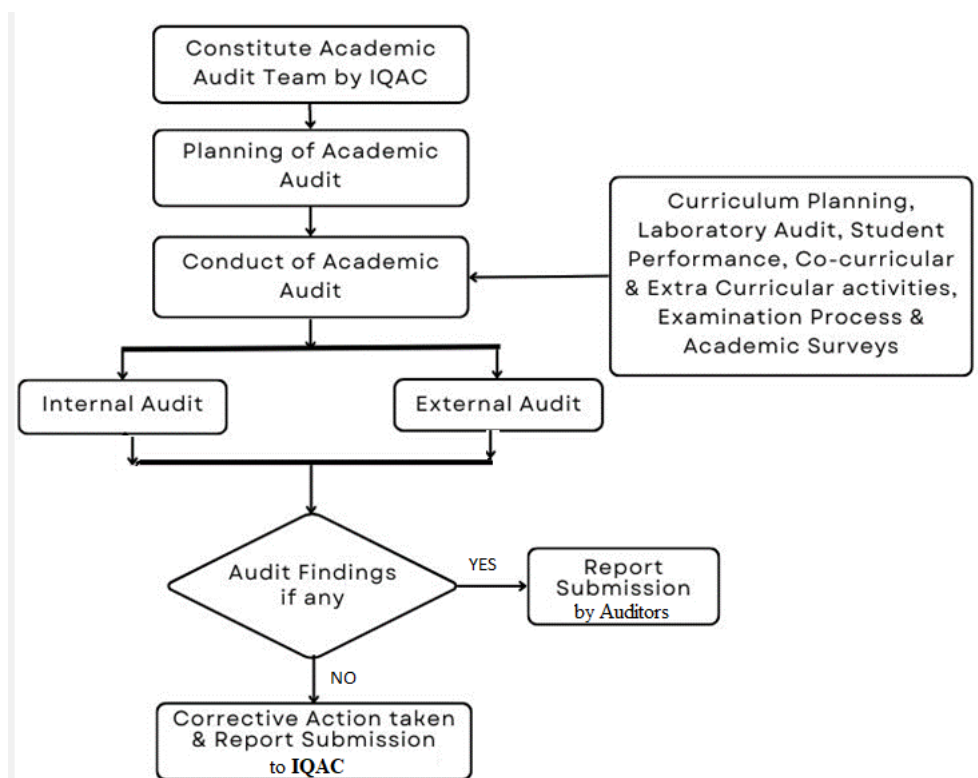 Constitute Academic
Audit Team by IQAC
Planning of Academic
Audit
Conduct of Academic
Audit
Curriculum Planning,
Laboratory Audit, Student
Performance, Co-curricular
& Extra Curricular activities,
Examination Process &
Academic Surveys
Internal Audit
External Audit
Audit Findings
if any
YES
Report
Submission
by Auditors
NO
Corrective Action taken
& Report Submission
to IQAC